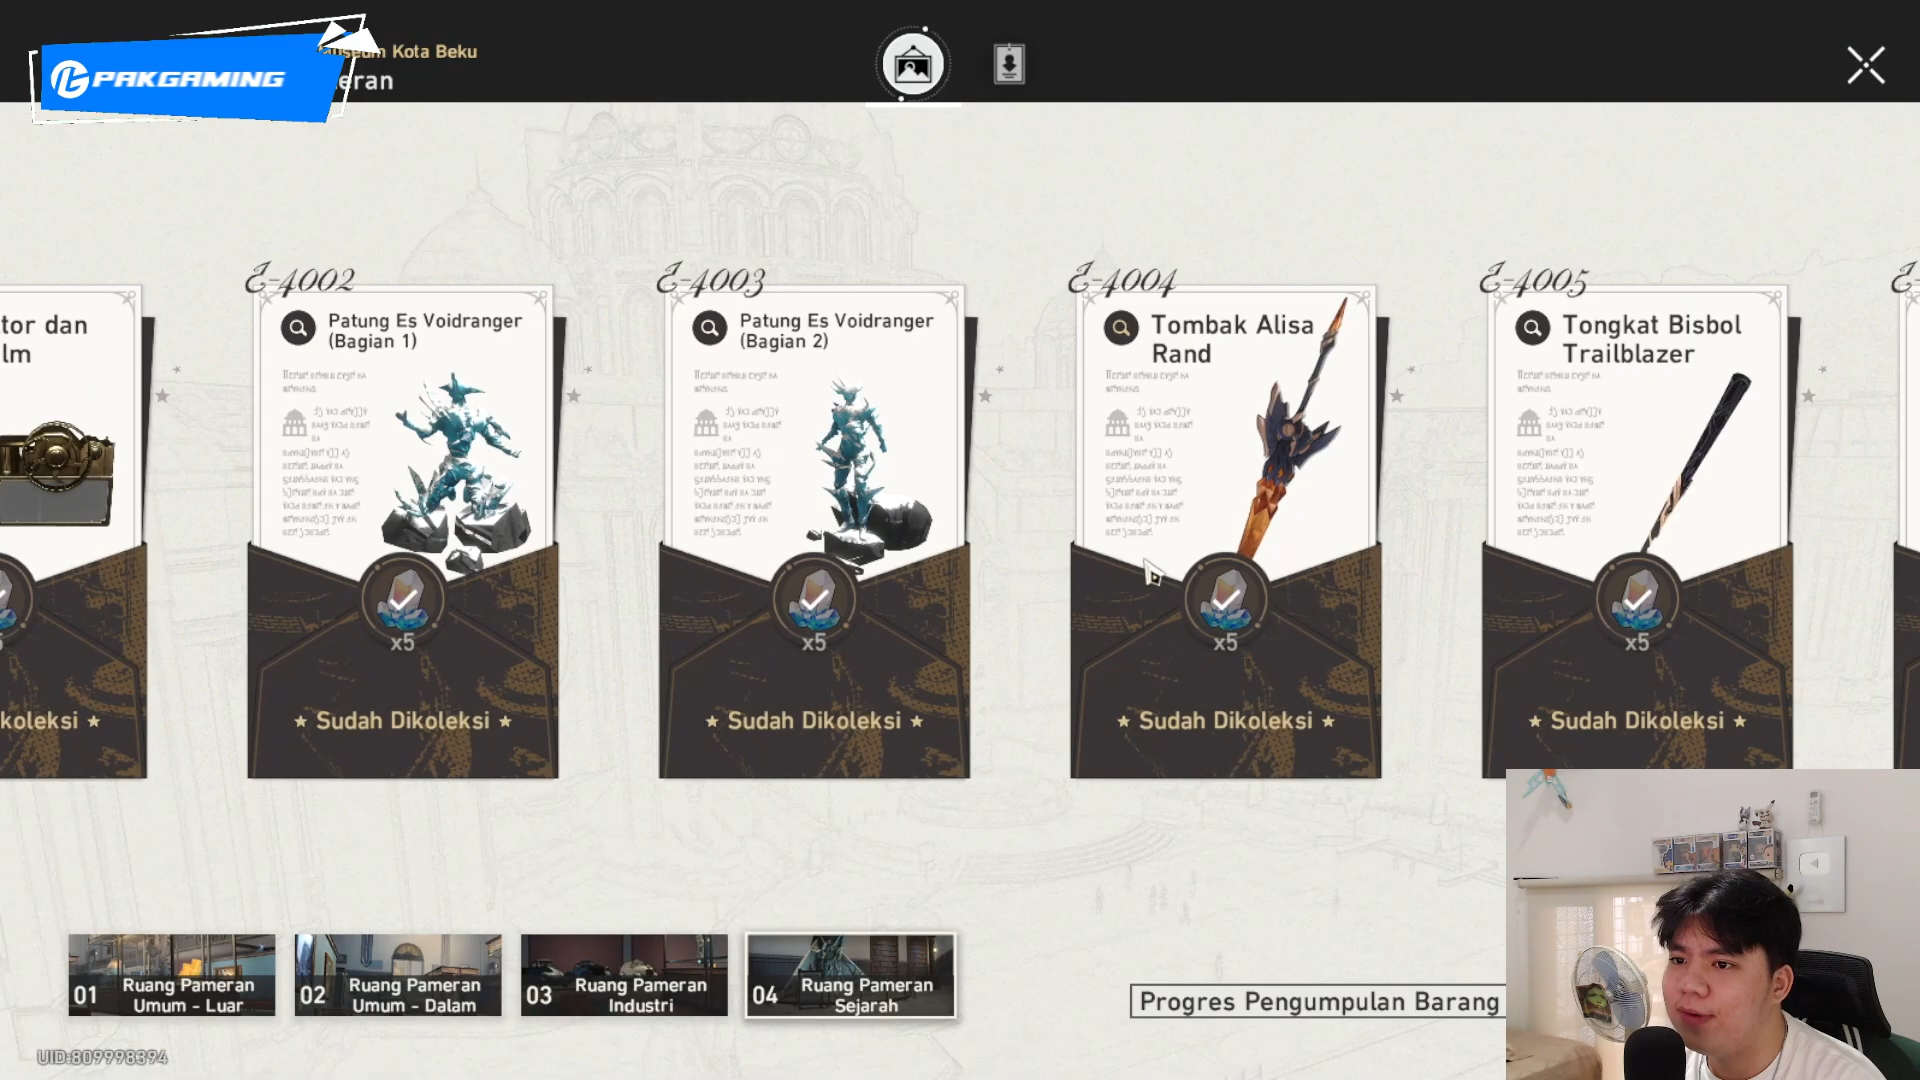 PAKGAMING
useum Kota Beku
eran
E-4002
E-4003
E-4004
E-4005
tor dan
lm
Patung Es Voidranger
(Bagian 1)
Patung Es Voidranger
(Bagian 2)
Tombak Alisa
Rand
Tongkat Bisbol
Trailblazer
x5
x5
x5
x5
koleksi
Sudah Dikoleksi
Sudah Dikoleksi
Sudah Dikoleksi
Sudah Dikoleksi
01 Ruang Pameran
Umum - Luar
02 Ruang Pameran
Umum - Dalam
03 Ruang Pameran
Industri
04 Ruang Pameran
Sejarah
Progres Pengumpulan Barang
UID:809998394